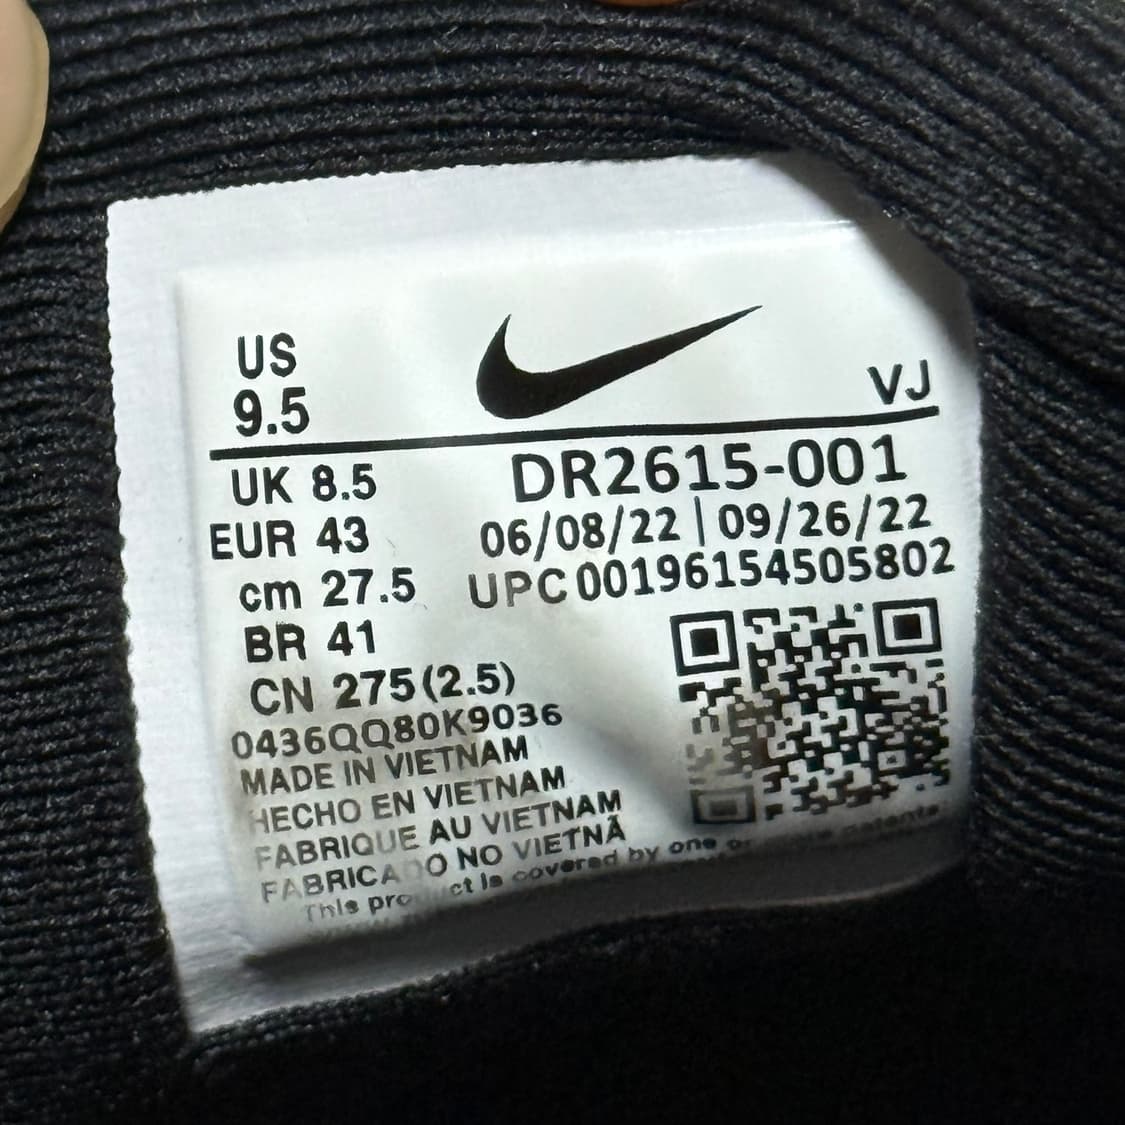 US
9.5
VJ
UK 8.5
DR2615-001
EUR 43
06/08/22 | 09/26/22
cm 27.5
UPC 00196154505802
BR 41
CN 275(2.5)
0436QQ80K9036
MADE IN VIETNAM
HECHO EN VIETNAM
FABRIQUE AU VIETNAM
FABRICADO NO VIETNÃ
This product is covered by one or patents